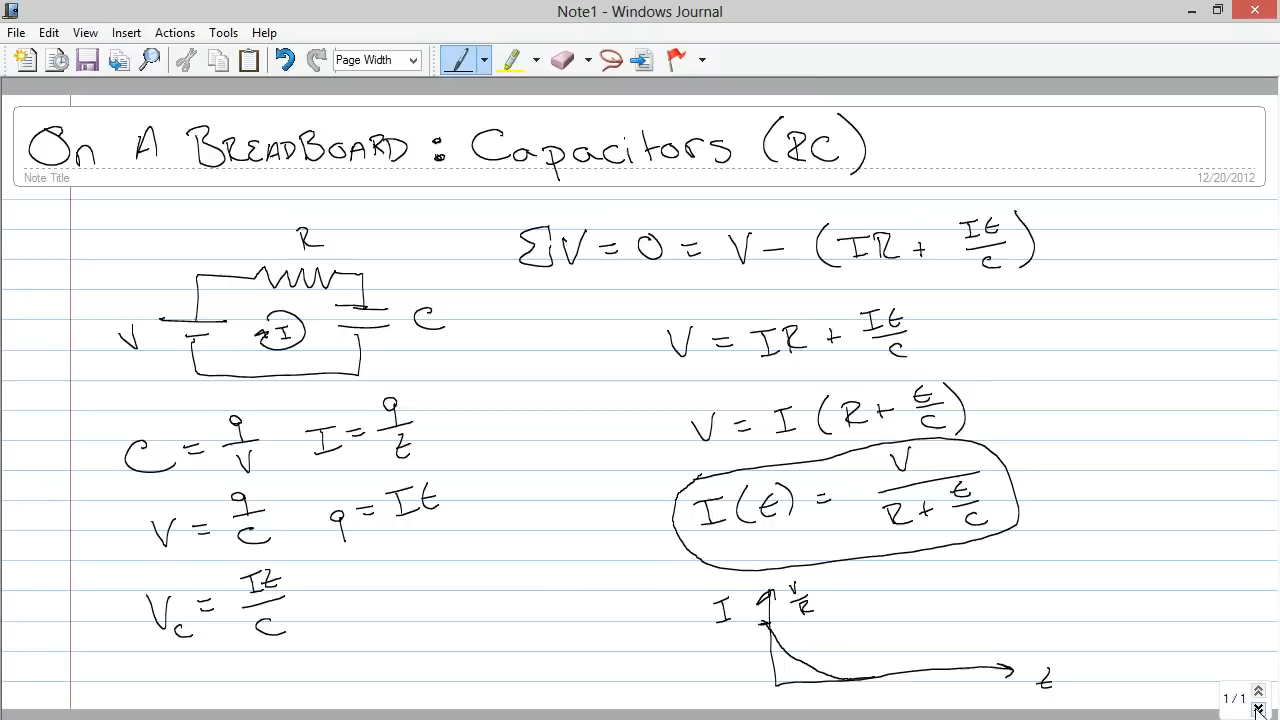 Note1 - Windows Journal
File Edit View Insert Actions Tools Help
Page Width
On A BREADBOARD: Capacitors (RC)
Note Title 12/20/2012
R
V
I
C
C = q/V I = q/t
V = q/C q = It
Vc = It/C
ΣV = 0 = V - (IR + It/C)
V = IR + It/C
V = I (R + t/C)
I(t) = V/(R + t/C)
I V/R
t
1 / 1